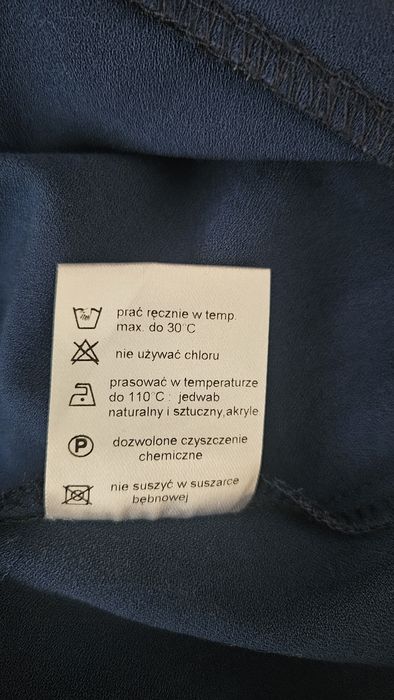 prać ręcznie w temp.
max. do 30°C
nie używać chloru
prasować w temperaturze
do 110°C : jedwab
naturalny i sztuczny,akryle
P
dozwolone czyszczenie
chemiczne
nie suszyć w suszarce
bębnowej